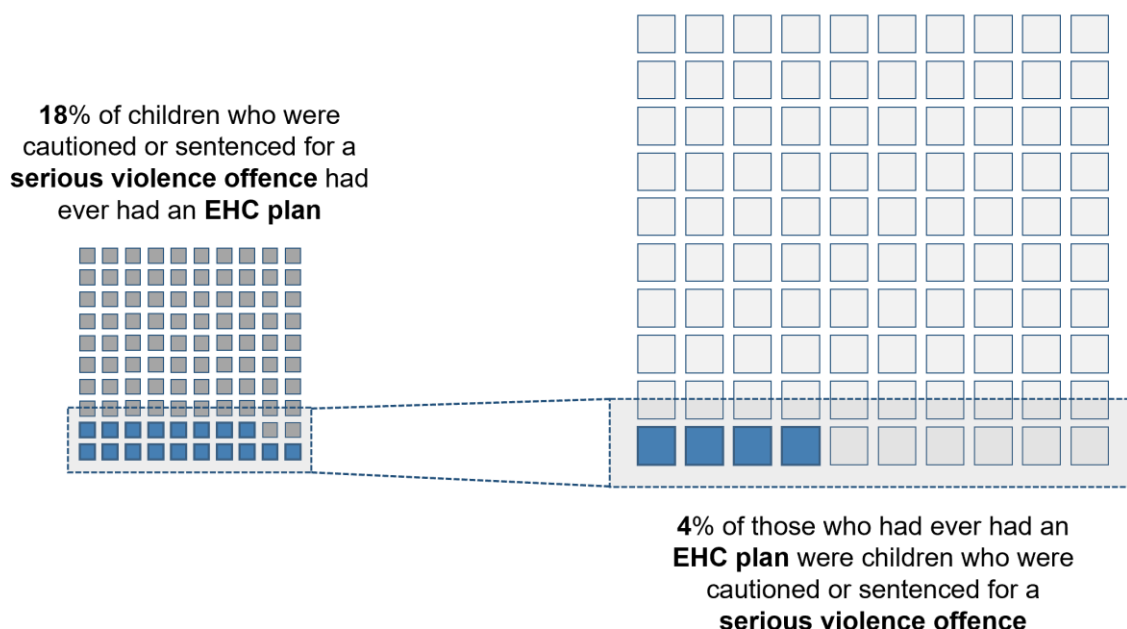 18% of children who were
cautioned or sentenced for a
serious violence offence had
ever had an EHC plan
4% of those who had ever had an
EHC plan were children who were
cautioned or sentenced for a
serious violence offence